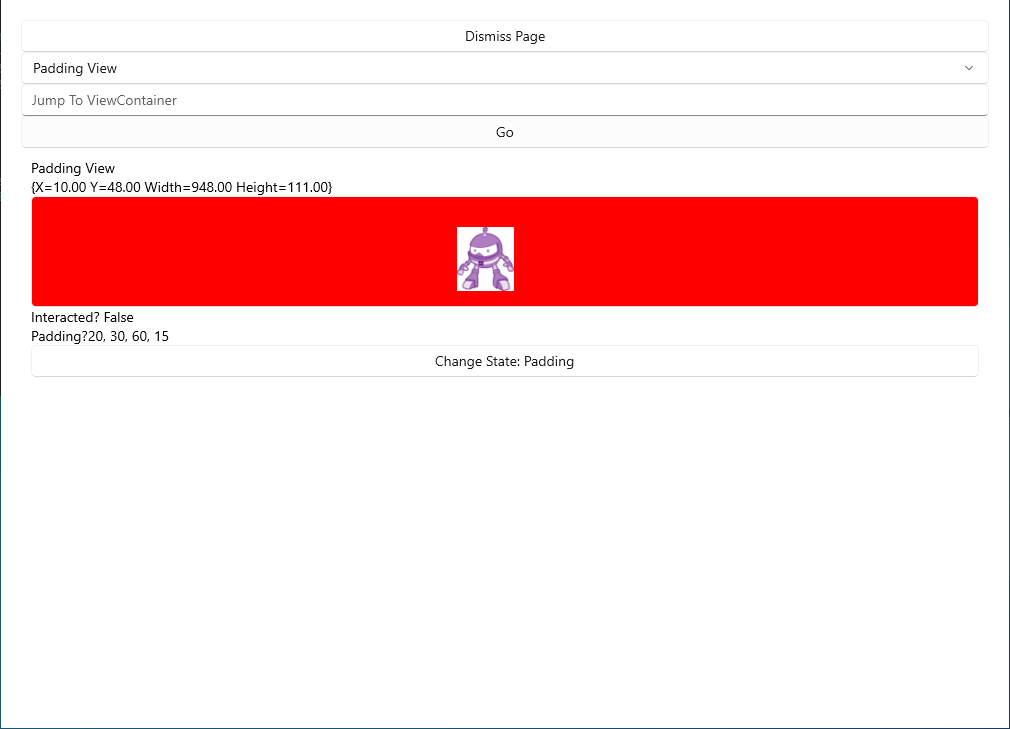 Dismiss Page
Padding View
Jump To ViewContainer
Go
Padding View
{X=10.00 Y=48.00 Width=948.00 Height=111.00}
Interacted? False
Padding?20, 30, 60, 15
Change State: Padding